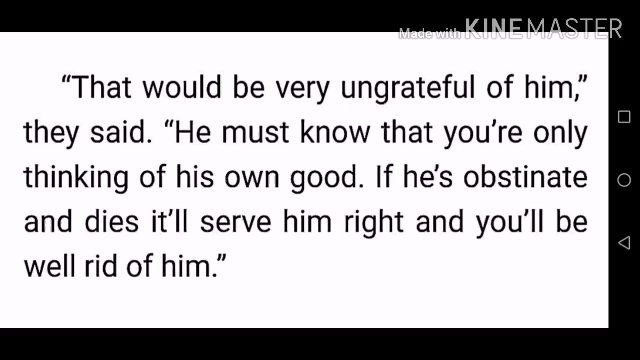 Made with KINEMASTER
“That would be very ungrateful of him,”
they said. “He must know that you’re only
thinking of his own good. If he’s obstinate
and dies it’ll serve him right and you’ll be
well rid of him.”